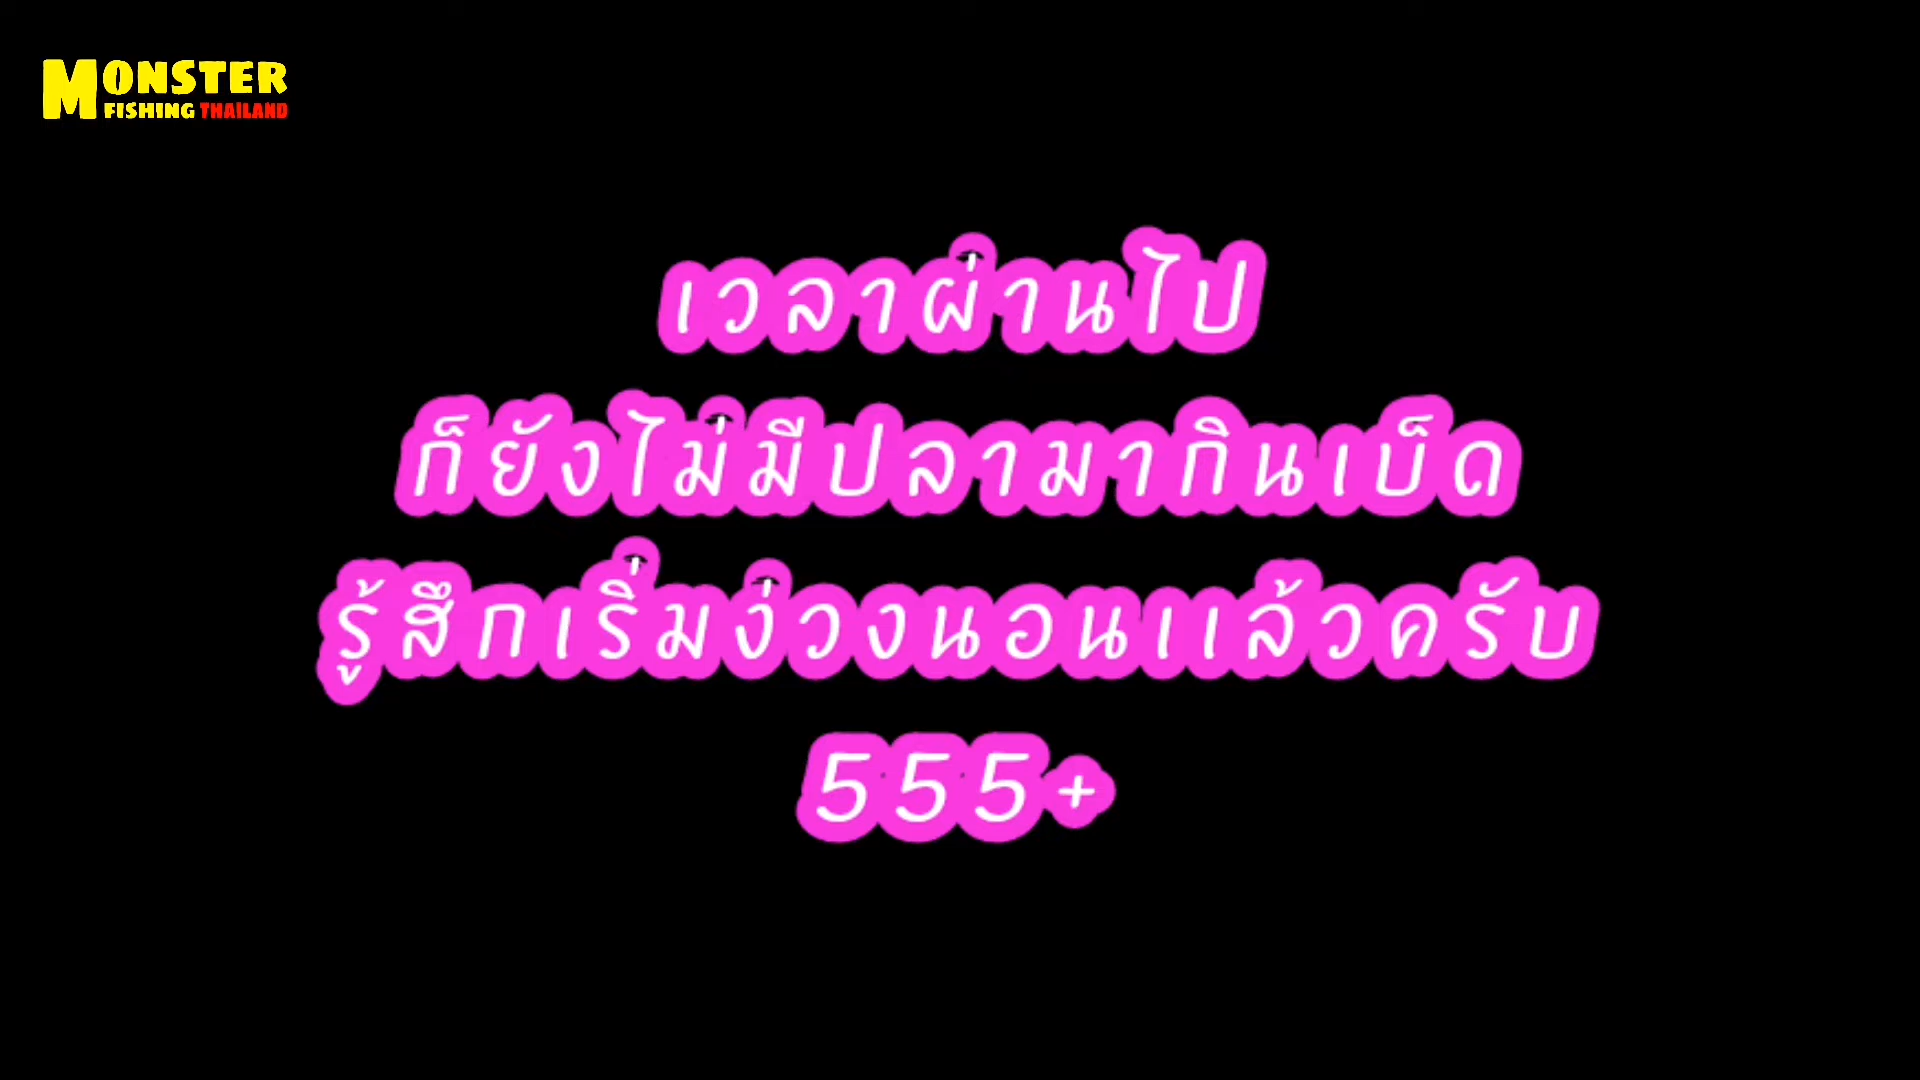 MONSTER
FISHING THAILAND
เวลาผ่านไป
ก็ยังไม่มีปลามากินเบ็ด
รู้สึกเริ่มง่วงนอนแล้วครับ
555+